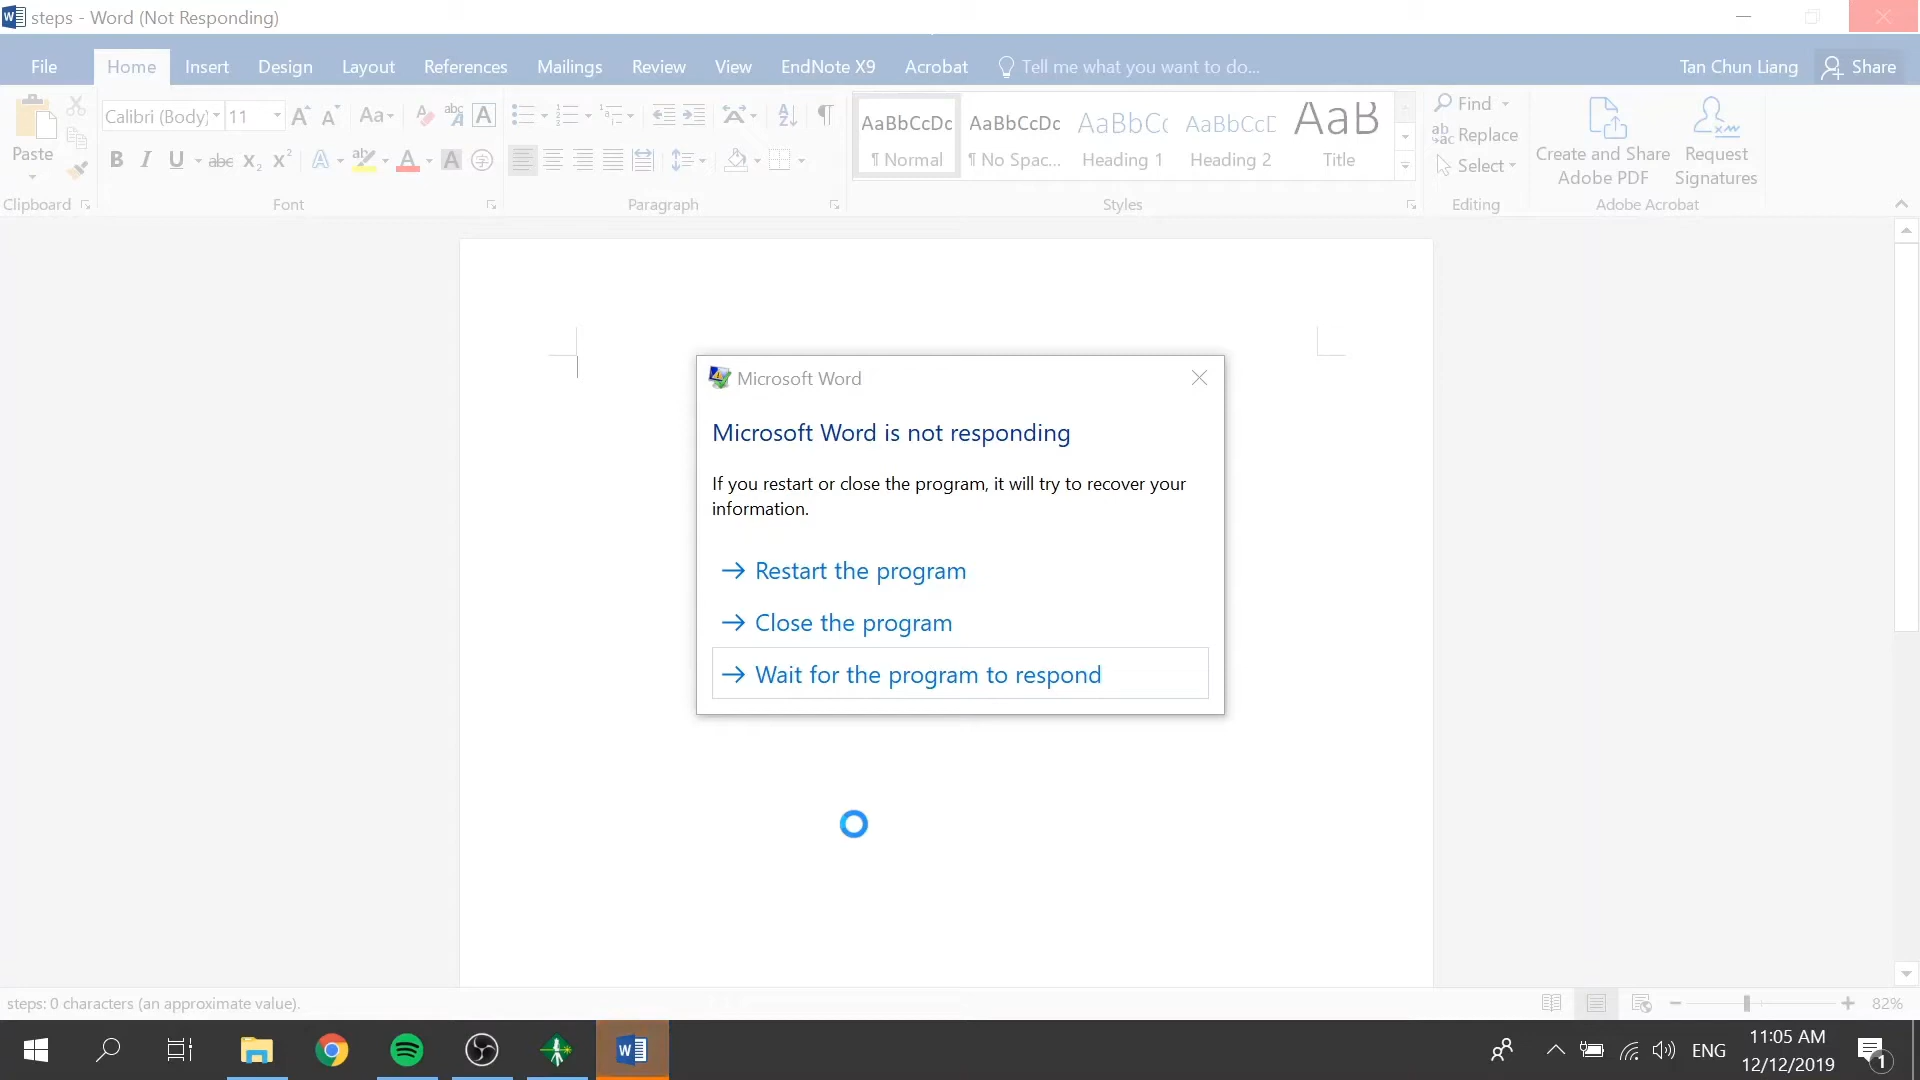 steps - Word (Not Responding)
File Home Insert Design Layout References Mailings Review View EndNote X9 Acrobat Tell me what you want to do... Tan Chun Liang Share
Paste
Clipboard
Calibri (Body) 11 Aa
B I U abc X₂ X² A ab A A 字
Font
Paragraph
AaBbCcDc AaBbCcDc AaBbCc AaBbCcD AaB
¶ Normal ¶ No Spac... Heading 1 Heading 2 Title
Styles
Find
Replace
Select
Editing
Create and Share
Adobe PDF
Request
Signatures
Adobe Acrobat
Microsoft Word
Microsoft Word is not responding
If you restart or close the program, it will try to recover your
information.
Restart the program
Close the program
Wait for the program to respond
steps: 0 characters (an approximate value).
82%
ENG
11:05 AM
12/12/2019
1